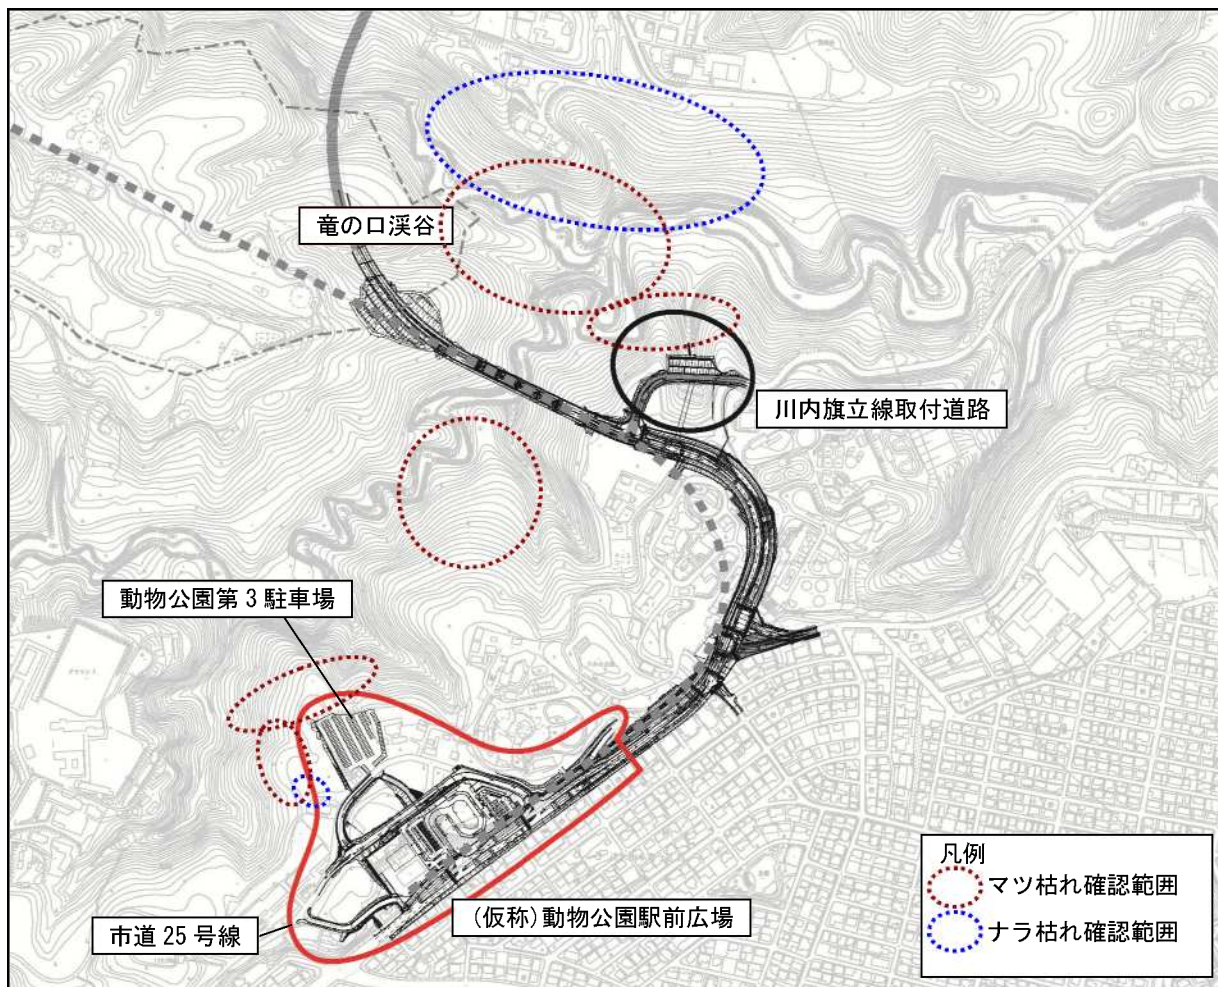 竜の口渓谷
川内旗立線取付道路
動物公園第3駐車場
市道25号線
(仮称)動物公園駅前広場
凡例
マツ枯れ確認範囲
ナラ枯れ確認範囲